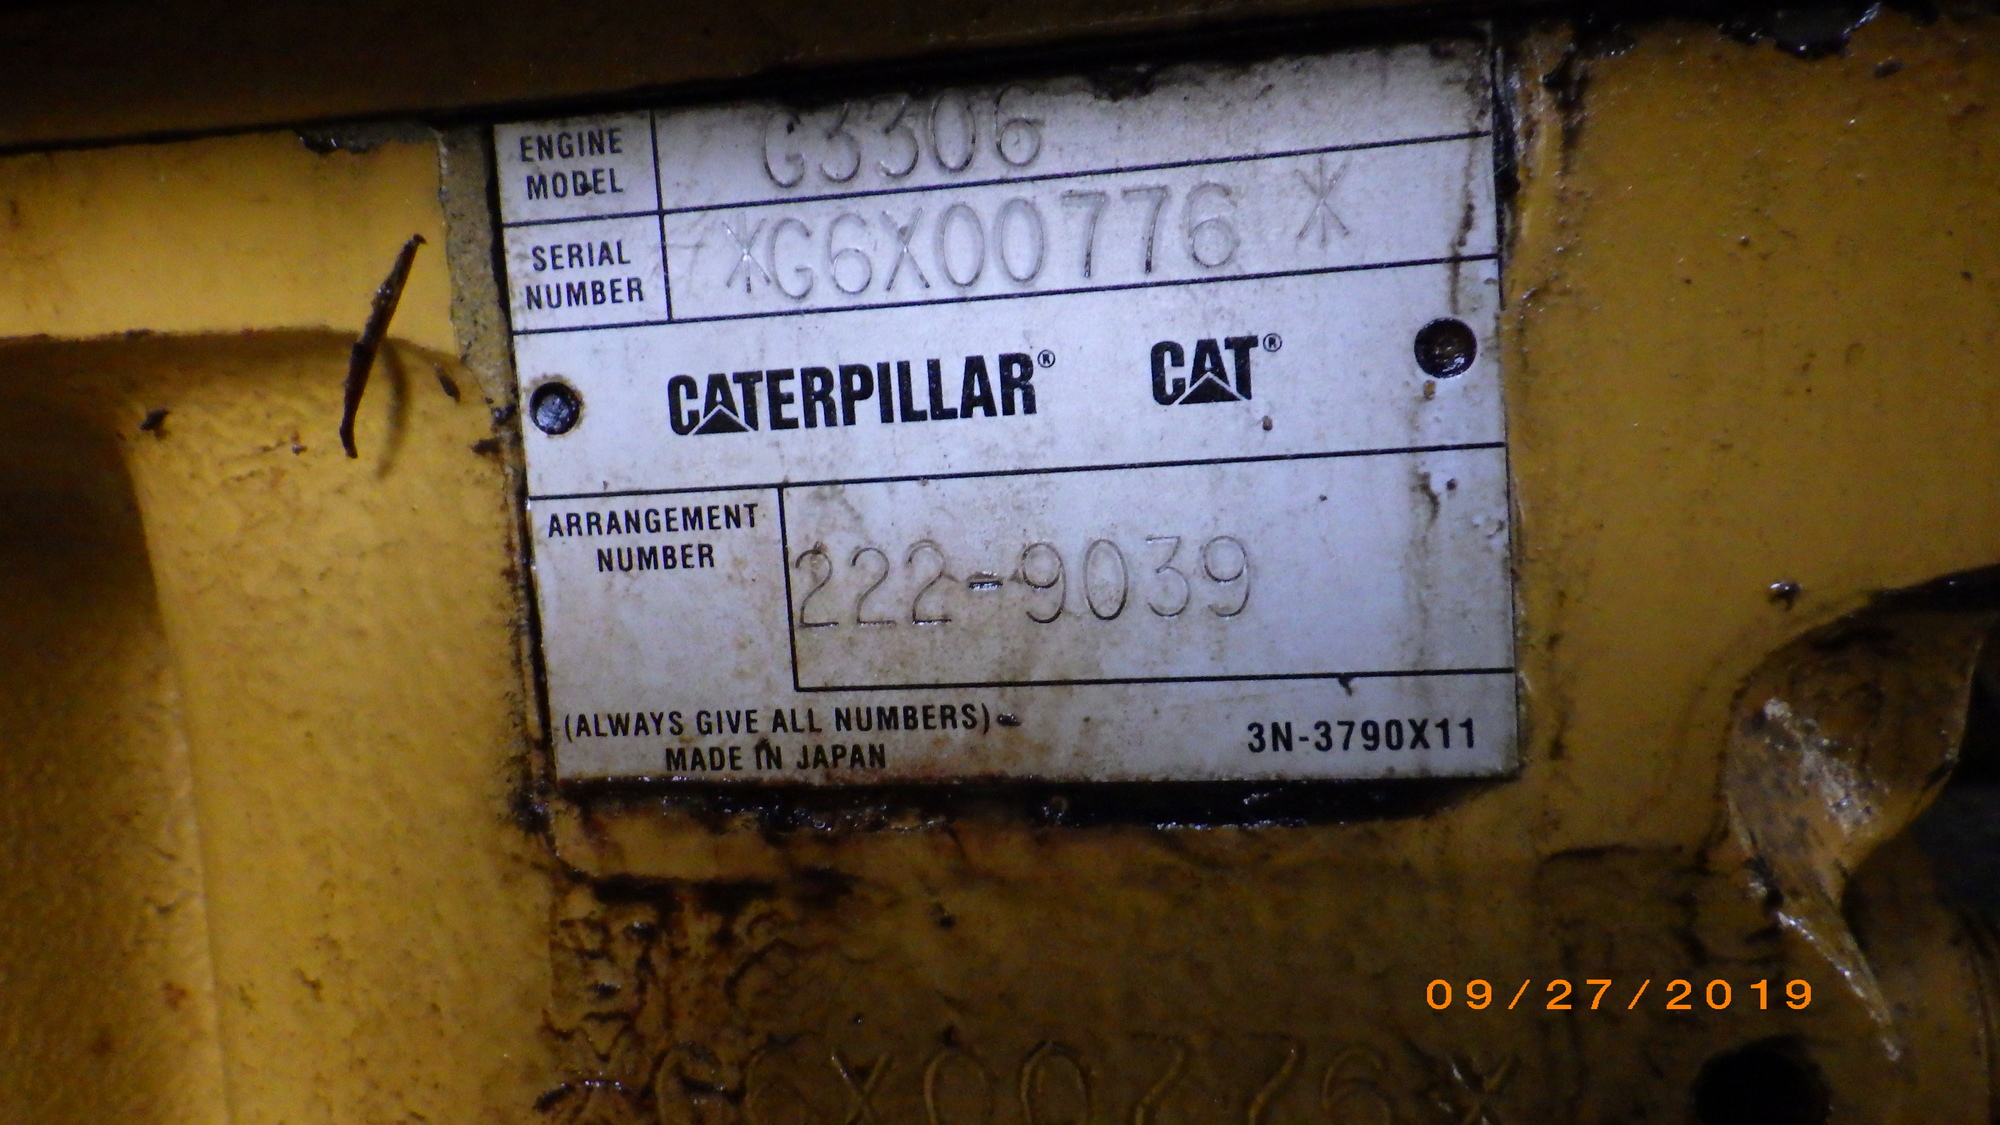 ENGINE MODEL G3306
SERIAL NUMBER *G6X00776*
CATERPILLAR® CAT®
ARRANGEMENT NUMBER 222-9039
(ALWAYS GIVE ALL NUMBERS)
MADE IN JAPAN
3N-3790X11
09/27/2019
G6X00776*